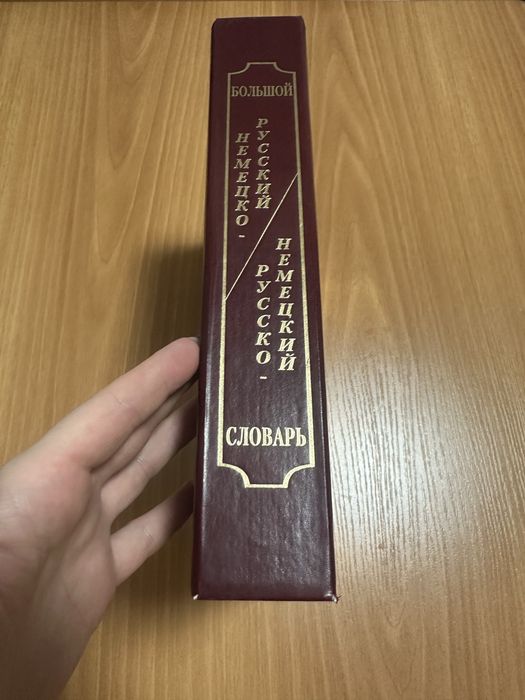 БОЛЬШОЙ
НЕМЕЦКО-
РУССКИЙ
РУССКО-
НЕМЕЦКИЙ
СЛОВАРЬ